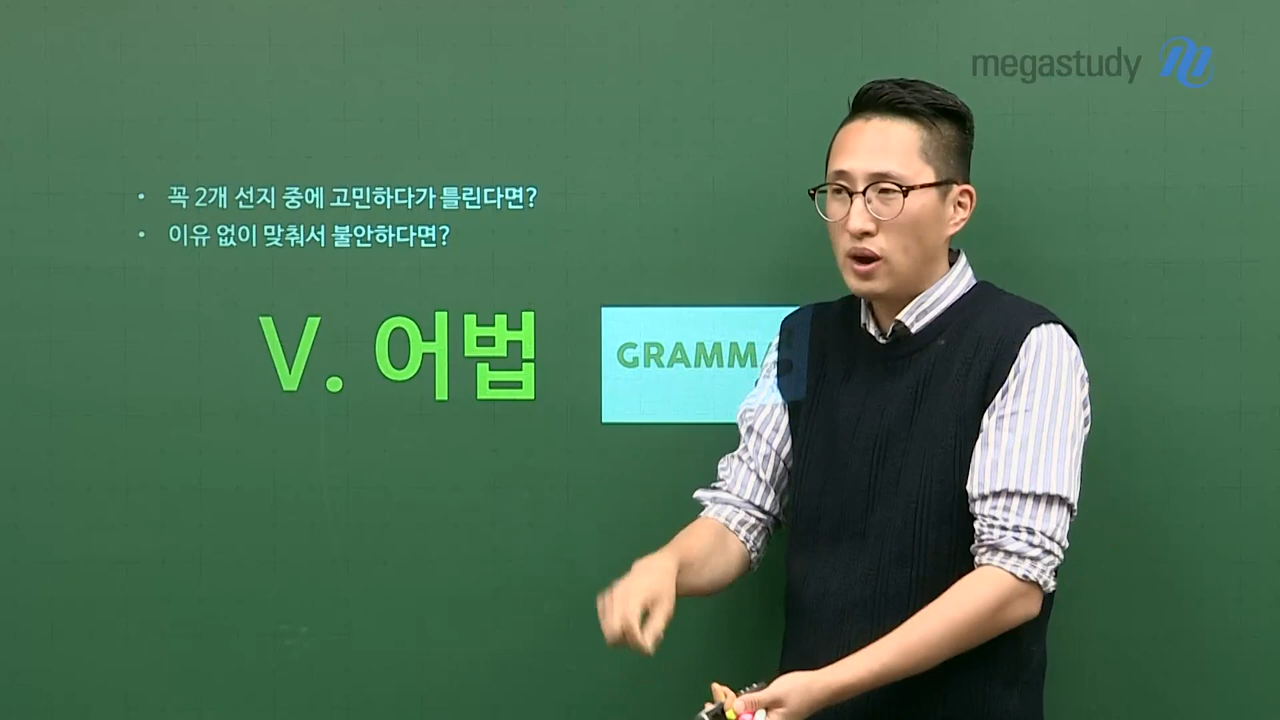 megastudy
• 꼭 2개 선지 중에 고민하다가 틀린다면?
• 이유 없이 맞춰서 불안하다면?
V. 어법
GRAMMA